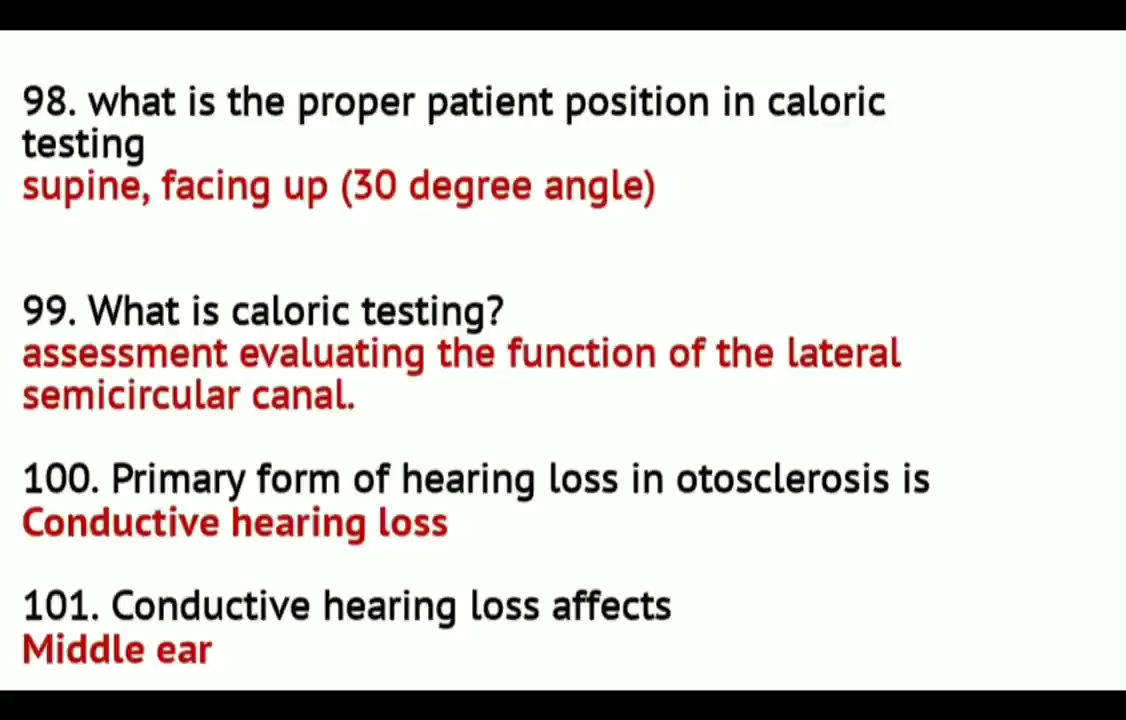 98. what is the proper patient position in caloric
testing
supine, facing up (30 degree angle)
99. What is caloric testing?
assessment evaluating the function of the lateral
semicircular canal.
100. Primary form of hearing loss in otosclerosis is
Conductive hearing loss
101. Conductive hearing loss affects
Middle ear